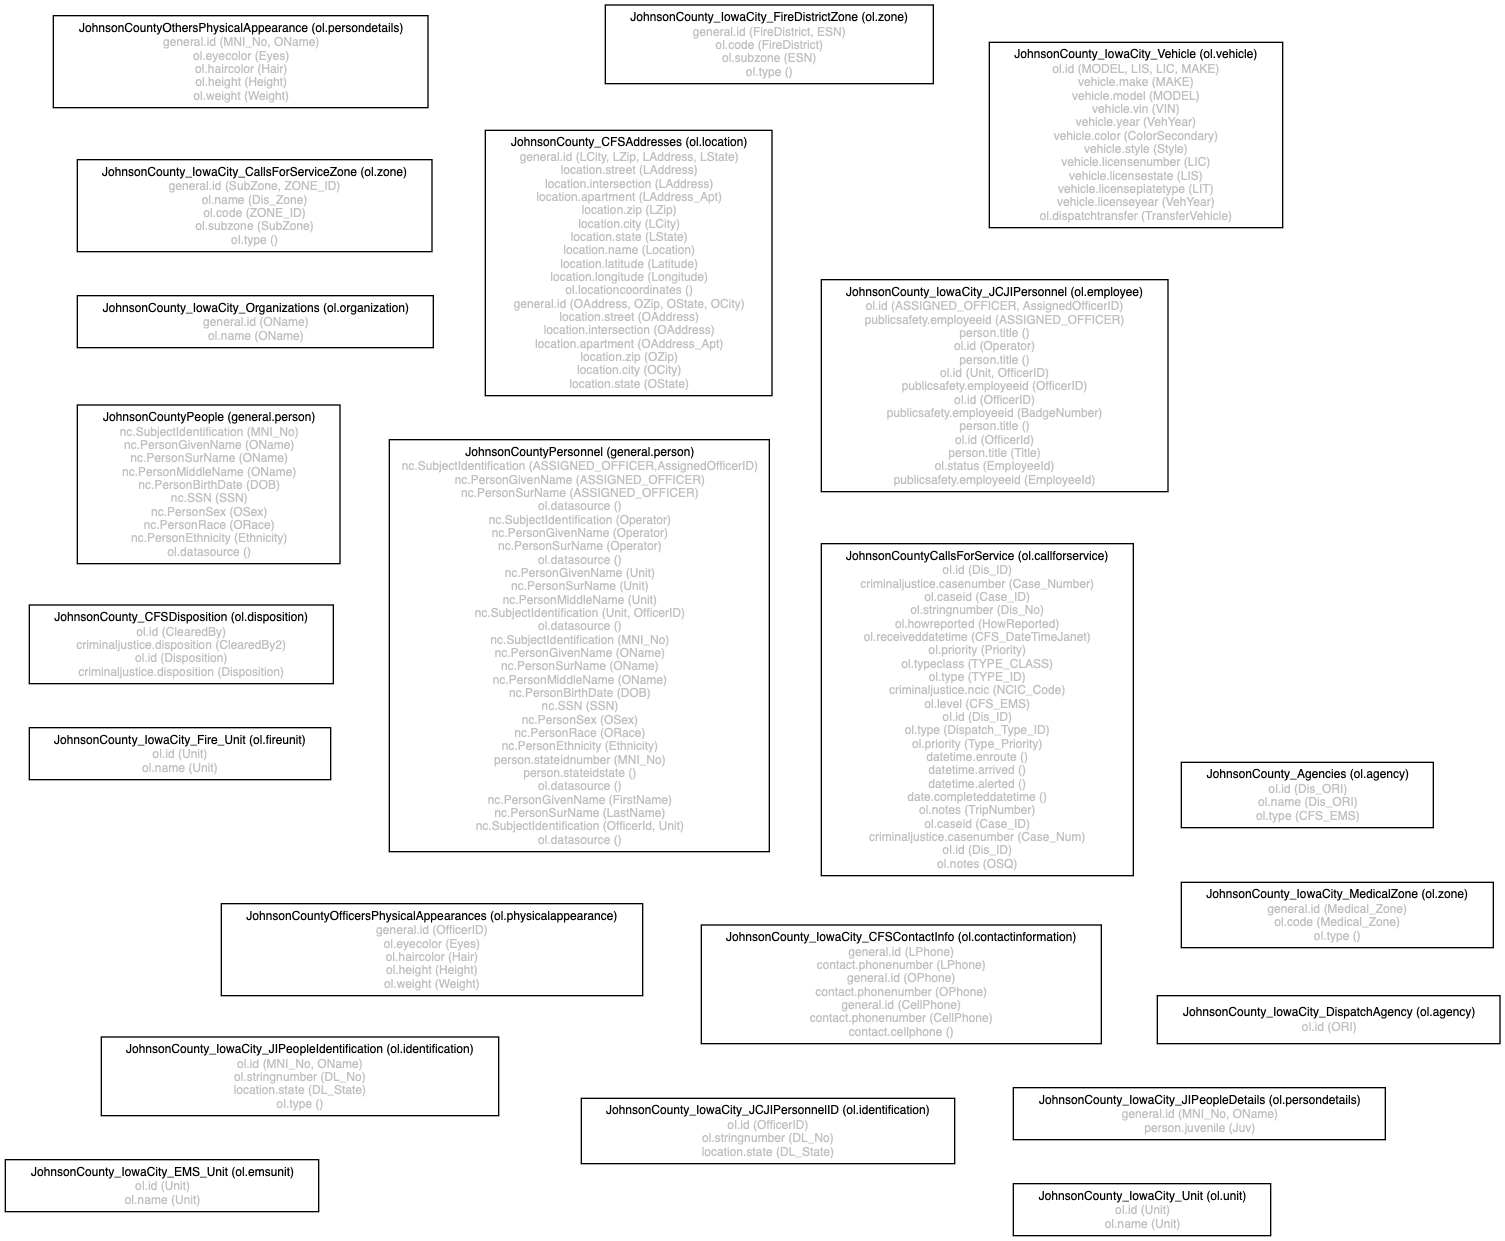 JohnsonCountyOthersPhysicalAppearance (ol.persondetails)
general.id (MNI_No, OName)
ol.eyecolor (Eyes)
ol.haircolor (Hair)
ol.height (Height)
ol.weight (Weight)
JohnsonCounty_IowaCity_FireDistrictZone (ol.zone)
general.id (FireDistrict, ESN)
ol.code (FireDistrict)
ol.subzone (ESN)
ol.type ()
JohnsonCounty_IowaCity_Vehicle (ol.vehicle)
ol.id (MODEL, LIS, LIC, MAKE)
vehicle.make (MAKE)
vehicle.model (MODEL)
vehicle.vin (VIN)
vehicle.year (VehYear)
vehicle.color (ColorSecondary)
vehicle.style (Style)
vehicle.licensenumber (LIC)
vehicle.licensestate (LIS)
vehicle.licenseplatetype (LIT)
vehicle.licenseyear (VehYear)
ol.dispatchtransfer (TransferVehicle)
JohnsonCounty_IowaCity_CallsForServiceZone (ol.zone)
general.id (SubZone, ZONE_ID)
ol.name (Dis_Zone)
ol.code (ZONE_ID)
ol.subzone (SubZone)
ol.type ()
JohnsonCounty_CFSAddresses (ol.location)
general.id (LCity, LZip, LAddress, LState)
location.street (LAddress)
location.intersection (LAddress)
location.apartment (LAddress_Apt)
location.zip (LZip)
location.city (LCity)
location.state (LState)
location.name (Location)
location.latitude (Latitude)
location.longitude (Longitude)
ol.locationcoordinates ()
general.id (OAddress, OZip, OState, OCity)
location.street (OAddress)
location.intersection (OAddress)
location.apartment (OAddress_Apt)
location.zip (OZip)
location.city (OCity)
location.state (OState)
JohnsonCounty_IowaCity_Organizations (ol.organization)
general.id (OName)
ol.name (OName)
JohnsonCounty_IowaCity_JCJIPersonnel (ol.employee)
ol.id (ASSIGNED_OFFICER, AssignedOfficerID)
publicsafety.employeeid (ASSIGNED_OFFICER)
person.title ()
ol.id (Operator)
person.title ()
ol.id (Unit, OfficerID)
publicsafety.employeeid (OfficerID)
ol.id (OfficerID)
publicsafety.employeeid (BadgeNumber)
person.title ()
ol.id (OfficerId)
person.title (Title)
ol.status (EmployeeId)
publicsafety.employeeid (EmployeeId)
JohnsonCountyPeople (general.person)
nc.SubjectIdentification (MNI_No)
nc.PersonGivenName (OName)
nc.PersonSurName (OName)
nc.PersonMiddleName (OName)
nc.PersonBirthDate (DOB)
nc.SSN (SSN)
nc.PersonSex (OSex)
nc.PersonRace (ORace)
nc.PersonEthnicity (Ethnicity)
ol.datasource ()
JohnsonCountyPersonnel (general.person)
nc.SubjectIdentification (ASSIGNED_OFFICER,AssignedOfficerID)
nc.PersonGivenName (ASSIGNED_OFFICER)
nc.PersonSurName (ASSIGNED_OFFICER)
ol.datasource ()
nc.SubjectIdentification (Operator)
nc.PersonGivenName (Operator)
nc.PersonSurName (Operator)
ol.datasource ()
nc.PersonGivenName (Unit)
nc.PersonSurName (Unit)
nc.PersonMiddleName (Unit)
nc.SubjectIdentification (Unit, OfficerID)
ol.datasource ()
nc.SubjectIdentification (MNI_No)
nc.PersonGivenName (OName)
nc.PersonSurName (OName)
nc.PersonMiddleName (OName)
nc.PersonBirthDate (DOB)
nc.SSN (SSN)
nc.PersonSex (OSex)
nc.PersonRace (ORace)
nc.PersonEthnicity (Ethnicity)
person.stateidnumber (MNI_No)
person.stateidstate ()
ol.datasource ()
nc.PersonGivenName (FirstName)
nc.PersonSurName (LastName)
nc.SubjectIdentification (OfficerId, Unit)
ol.datasource ()
JohnsonCountyCallsForService (ol.callforservice)
ol.id (Dis_ID)
criminaljustice.casenumber (Case_Number)
ol.caseid (Case_ID)
ol.stringnumber (Dis_No)
ol.howreported (HowReported)
ol.receiveddatetime (CFS_DateTimeJanet)
ol.priority (Priority)
ol.typeclass (TYPE_CLASS)
ol.type (TYPE_ID)
criminaljustice.ncic (NCIC_Code)
ol.level (CFS_EMS)
ol.id (Dis_ID)
ol.type (Dispatch_Type_ID)
ol.priority (Type_Priority)
datetime.enroute ()
datetime.arrived ()
datetime.alerted ()
date.completeddatetime ()
ol.notes (TripNumber)
ol.caseid (Case_ID)
criminaljustice.casenumber (Case_Num)
ol.id (Dis_ID)
ol.notes (OSQ)
JohnsonCounty_CFSDisposition (ol.disposition)
ol.id (ClearedBy)
criminaljustice.disposition (ClearedBy2)
ol.id (Disposition)
criminaljustice.disposition (Disposition)
JohnsonCounty_IowaCity_Fire_Unit (ol.fireunit)
ol.id (Unit)
ol.name (Unit)
JohnsonCounty_Agencies (ol.agency)
ol.id (Dis_ORI)
ol.name (Dis_ORI)
ol.type (CFS_EMS)
JohnsonCounty_IowaCity_MedicalZone (ol.zone)
general.id (Medical_Zone)
ol.code (Medical_Zone)
ol.type ()
JohnsonCountyOfficersPhysicalAppearances (ol.physicalappearance)
general.id (OfficerID)
ol.eyecolor (Eyes)
ol.haircolor (Hair)
ol.height (Height)
ol.weight (Weight)
JohnsonCounty_IowaCity_CFSContactInfo (ol.contactinformation)
general.id (LPhone)
contact.phonenumber (LPhone)
general.id (OPhone)
contact.phonenumber (OPhone)
general.id (CellPhone)
contact.phonenumber (CellPhone)
contact.cellphone ()
JohnsonCounty_IowaCity_DispatchAgency (ol.agency)
ol.id (ORI)
JohnsonCounty_IowaCity_JIPeopleIdentification (ol.identification)
ol.id (MNI_No, OName)
ol.stringnumber (DL_No)
location.state (DL_State)
ol.type ()
JohnsonCounty_IowaCity_JCJIPersonnelID (ol.identification)
ol.id (OfficerID)
ol.stringnumber (DL_No)
location.state (DL_State)
JohnsonCounty_IowaCity_JIPeopleDetails (ol.persondetails)
general.id (MNI_No, OName)
person.juvenile (Juv)
JohnsonCounty_IowaCity_EMS_Unit (ol.emsunit)
ol.id (Unit)
ol.name (Unit)
JohnsonCounty_IowaCity_Unit (ol.unit)
ol.id (Unit)
ol.name (Unit)